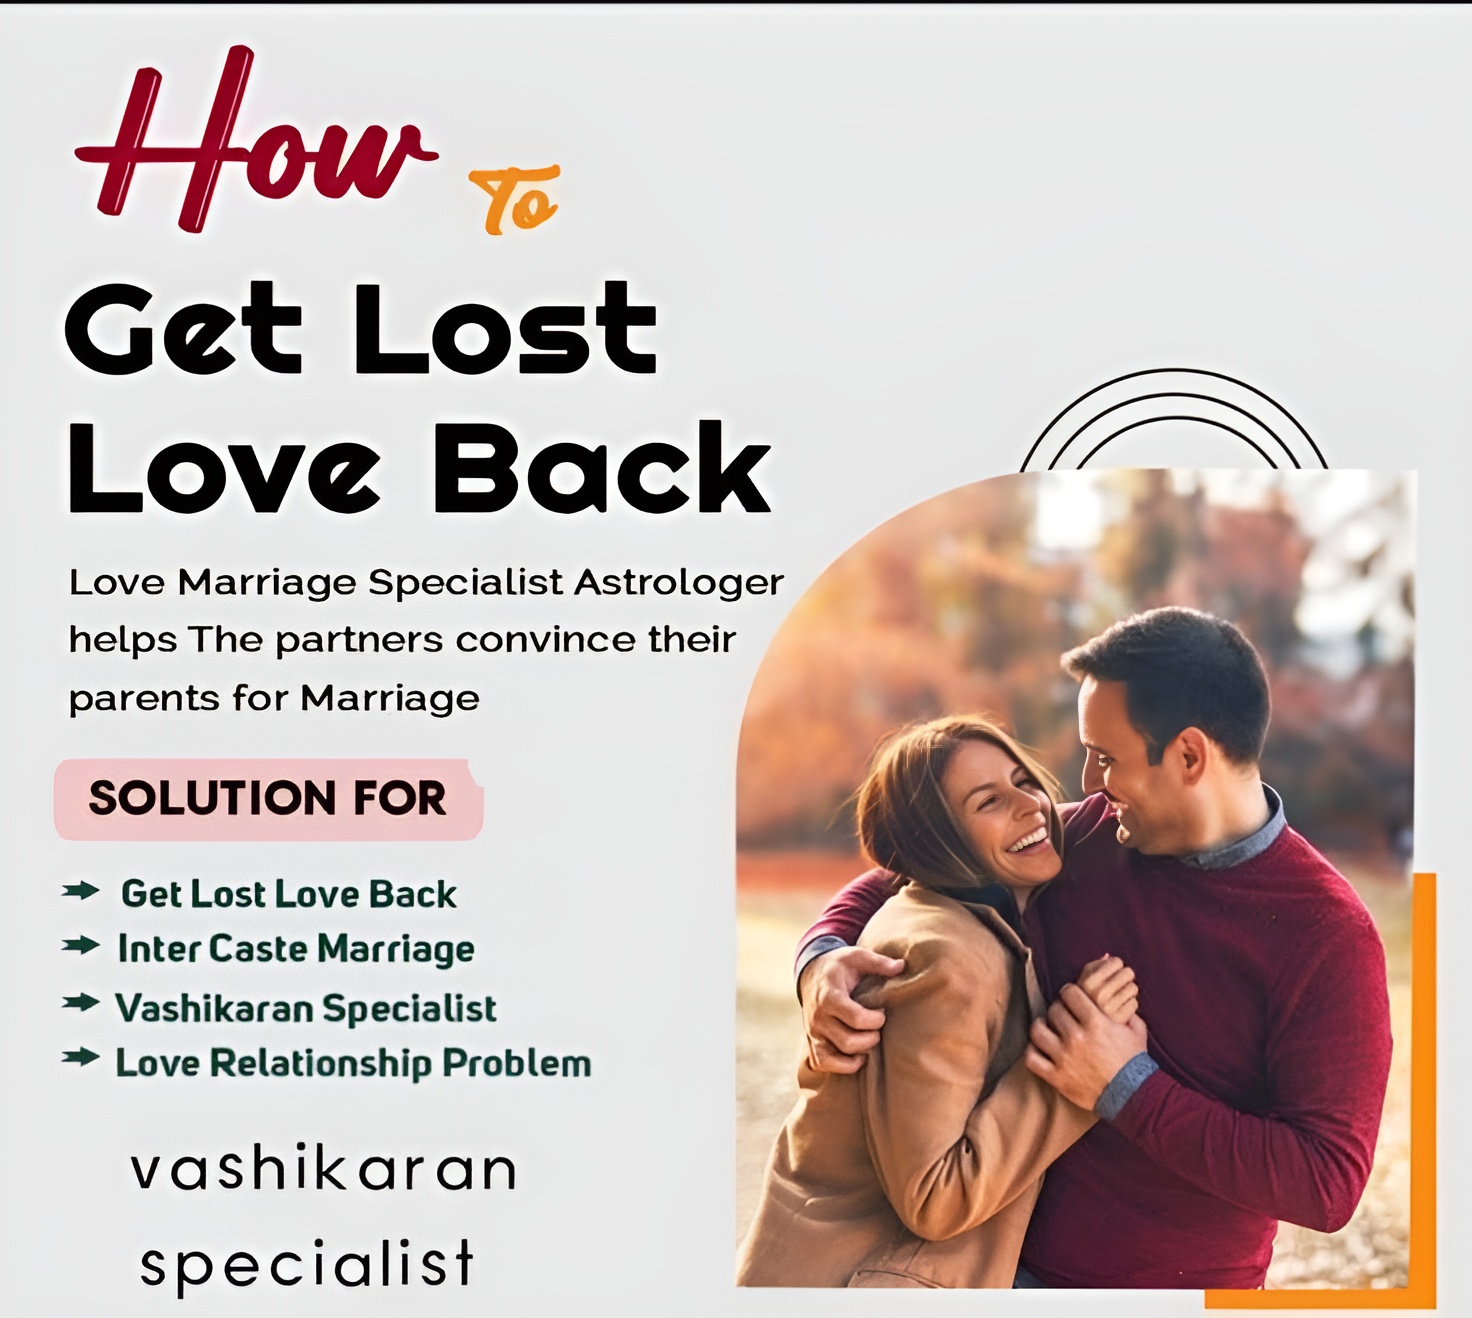 How To
Get Lost
Love Back
Love Marriage Specialist Astrologer
helps The partners convince their
parents for Marriage
SOLUTION FOR
Get Lost Love Back
Inter Caste Marriage
Vashikaran Specialist
Love Relationship Problem
vashikaran
specialist